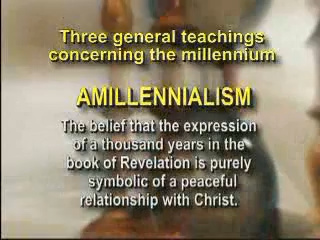 Three general teachings
concerning the millennium
AMILLENNIALISM
The belief that the expression
of a thousand years in the
book of Revelation is purely
symbolic of a peaceful
relationship with Christ.